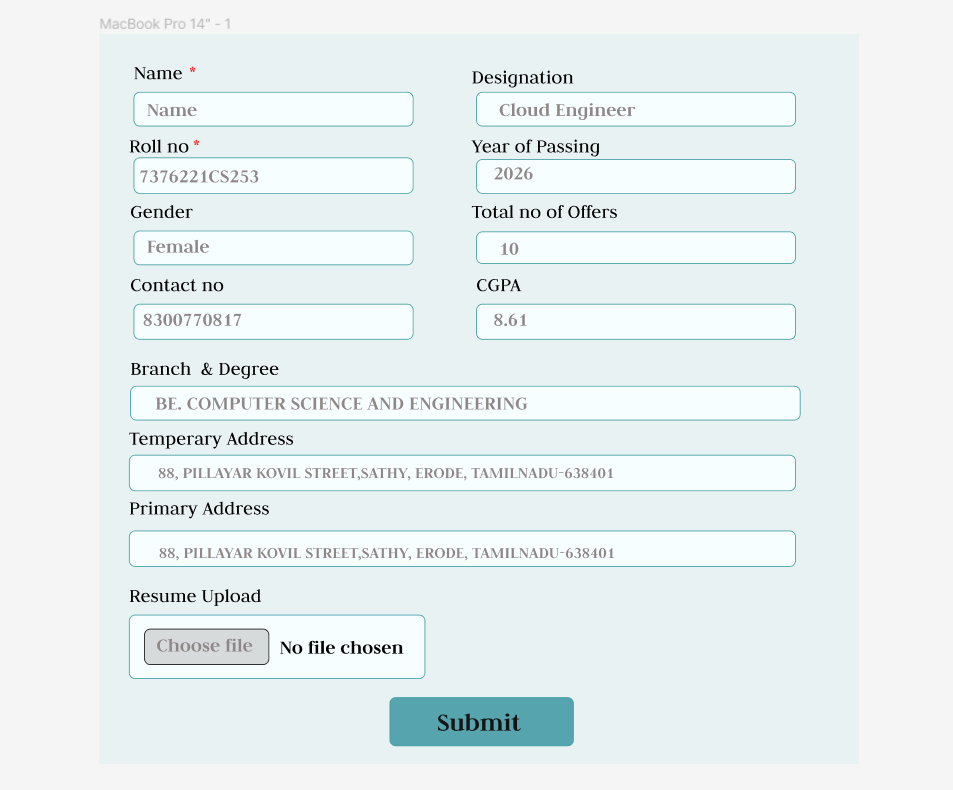 MacBook Pro 14" - 1
Name *
Designation
Name
Cloud Engineer
Roll no *
Year of Passing
7376221CS253
2026
Gender
Total no of Offers
Female
10
Contact no
CGPA
8300770817
8.61
Branch & Degree
BE. COMPUTER SCIENCE AND ENGINEERING
Temperary Address
88, PILLAYAR KOVIL STREET,SATHY, ERODE, TAMILNADU-638401
Primary Address
88, PILLAYAR KOVIL STREET,SATHY, ERODE, TAMILNADU-638401
Resume Upload
Choose file No file chosen
Submit